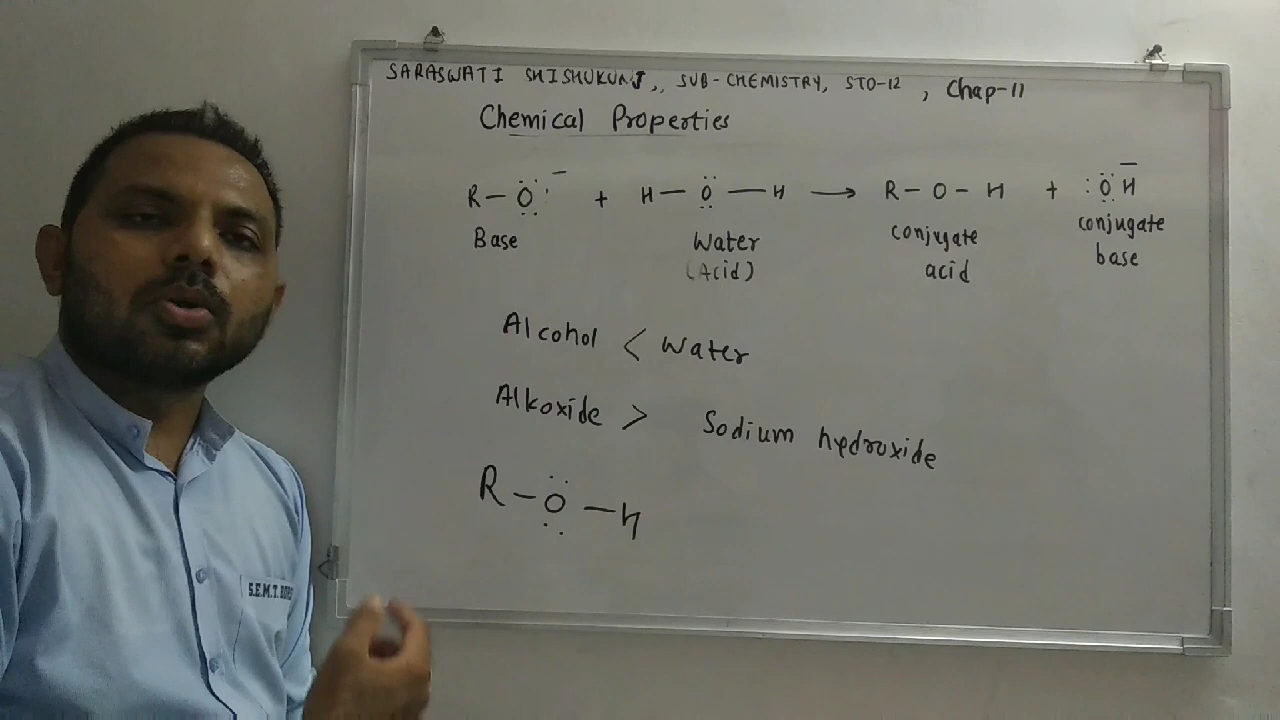 SARASWATI SHISHUKUNJ,, SUB-CHEMISTRY, STD-12, Chap-11
Chemical Properties
R-Ö:⁻ + H-Ö-H → R-O-H + :ÖH⁻
Base Water conjugate conjugate
(Acid) acid base
Alcohol < Water
Alkoxide > Sodium hydroxide
R-Ö-H
S.E.M.T.